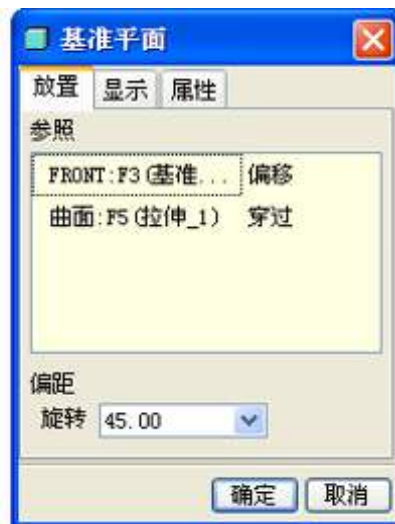 基准平面
放置 显示 属性
参照
FRONT:F3(基准... 偏移
曲面:F5(拉伸_1) 穿过
偏距
旋转 45.00
确定 取消